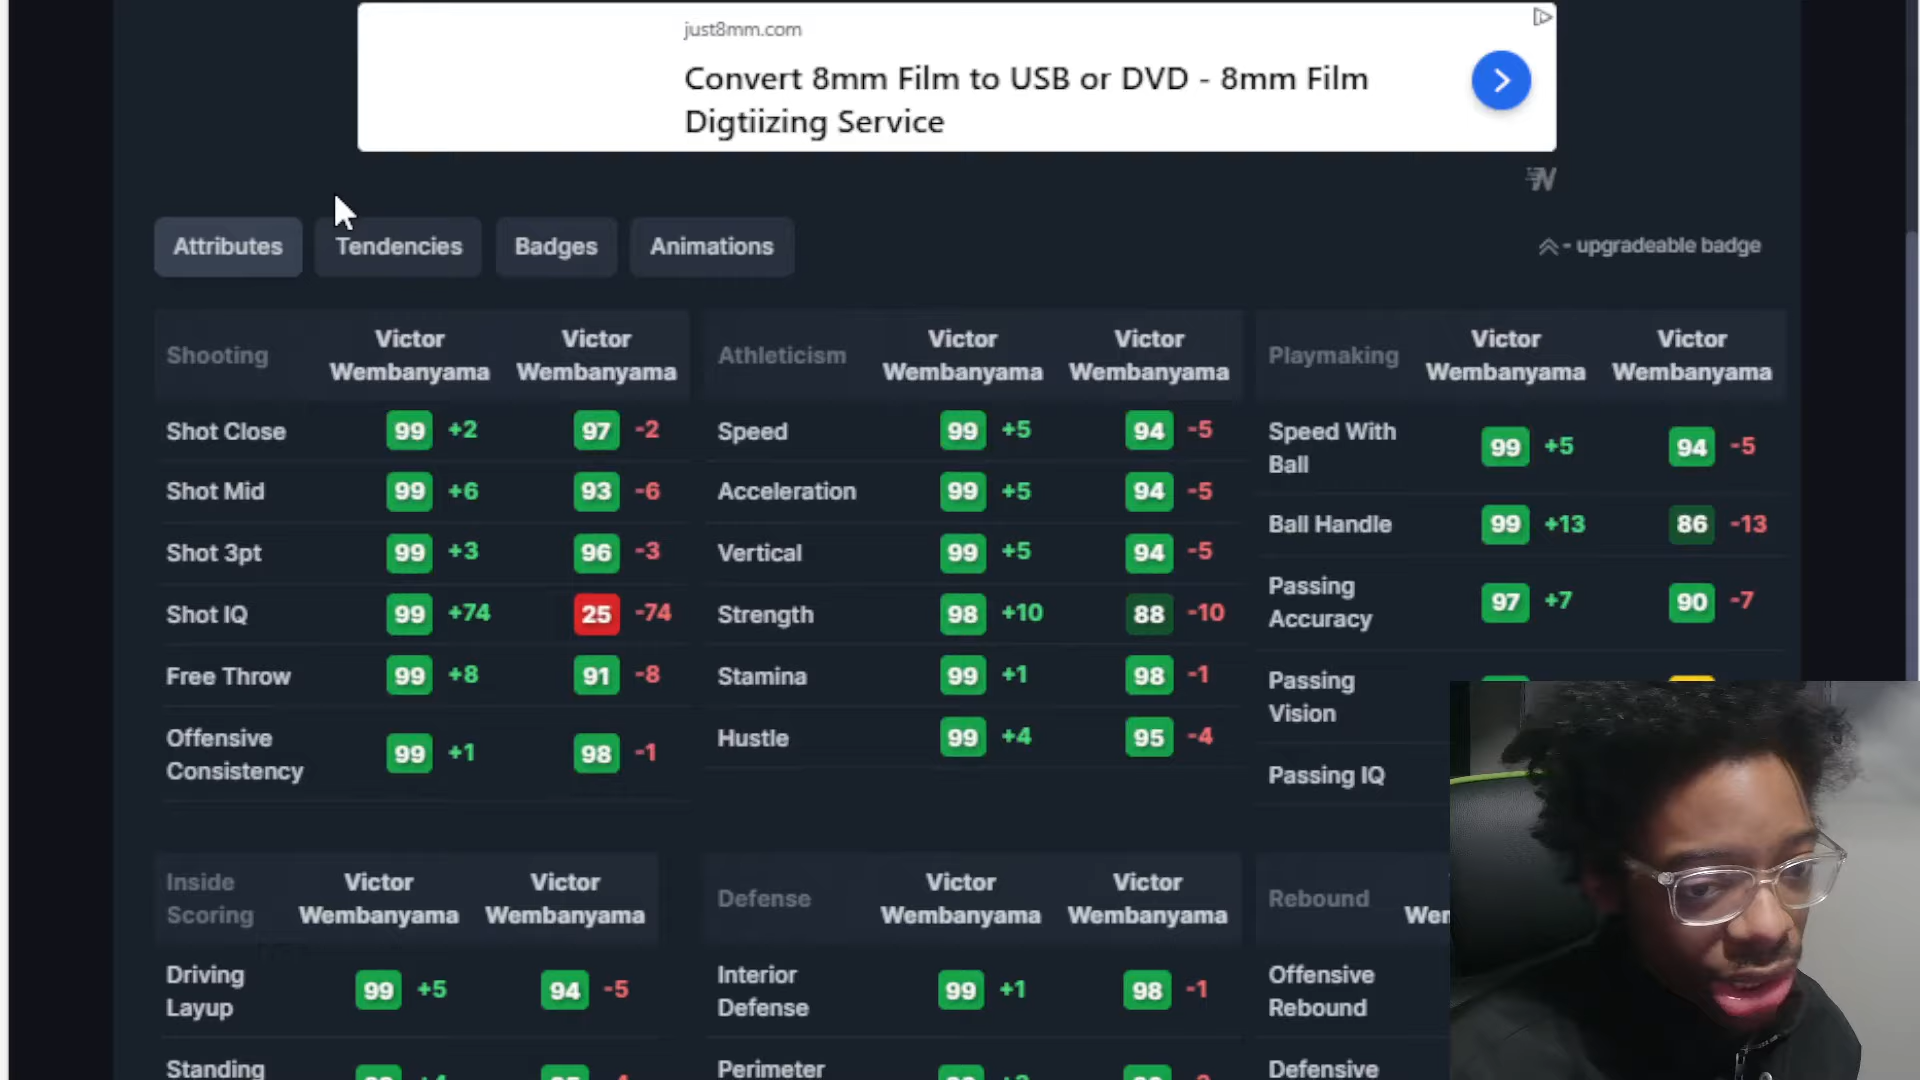 just8mm.com
Convert 8mm Film to USB or DVD - 8mm Film
Digtiizing Service
Attributes Tendencies Badges Animations - upgradeable badge
Shooting Victor Wembanyama Victor Wembanyama
Shot Close 99 +2 97 -2
Shot Mid 99 +6 93 -6
Shot 3pt 99 +3 96 -3
Shot IQ 99 +74 25 -74
Free Throw 99 +8 91 -8
Offensive Consistency 99 +1 98 -1
Athleticism Victor Wembanyama Victor Wembanyama
Speed 99 +5 94 -5
Acceleration 99 +5 94 -5
Vertical 99 +5 94 -5
Strength 98 +10 88 -10
Stamina 99 +1 98 -1
Hustle 99 +4 95 -4
Playmaking Victor Wembanyama Victor Wembanyama
Speed With Ball 99 +5 94 -5
Ball Handle 99 +13 86 -13
Passing Accuracy 97 +7 90 -7
Passing Vision
Passing IQ
Inside Scoring Victor Wembanyama Victor Wembanyama
Driving Layup 99 +5 94 -5
Standing
Defense Victor Wembanyama Victor Wembanyama
Interior Defense 99 +1 98 -1
Perimeter
Rebound
Offensive Rebound
Defensive